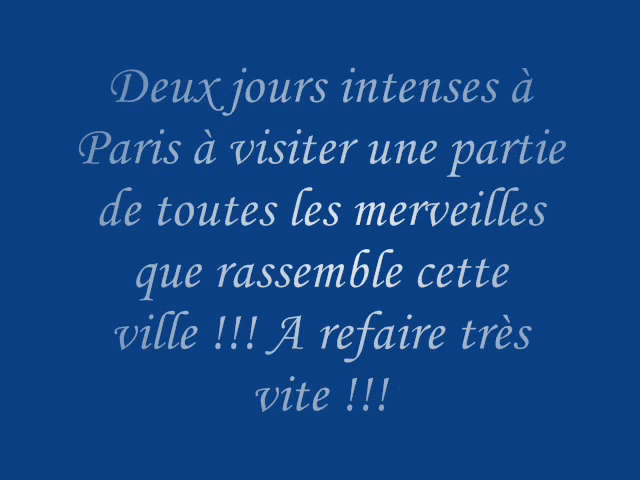 Deux jours intenses à
Paris à visiter une partie
de toutes les merveilles
que rassemble cette
ville !!! A refaire très
vite !!!